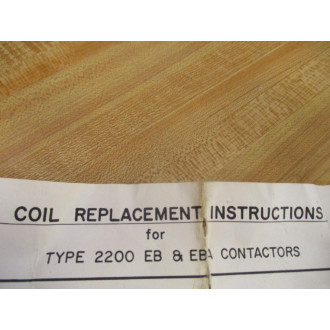 COIL REPLACEMENT INSTRUCTIONS
for
TYPE 2200 EB & EBA CONTACTORS